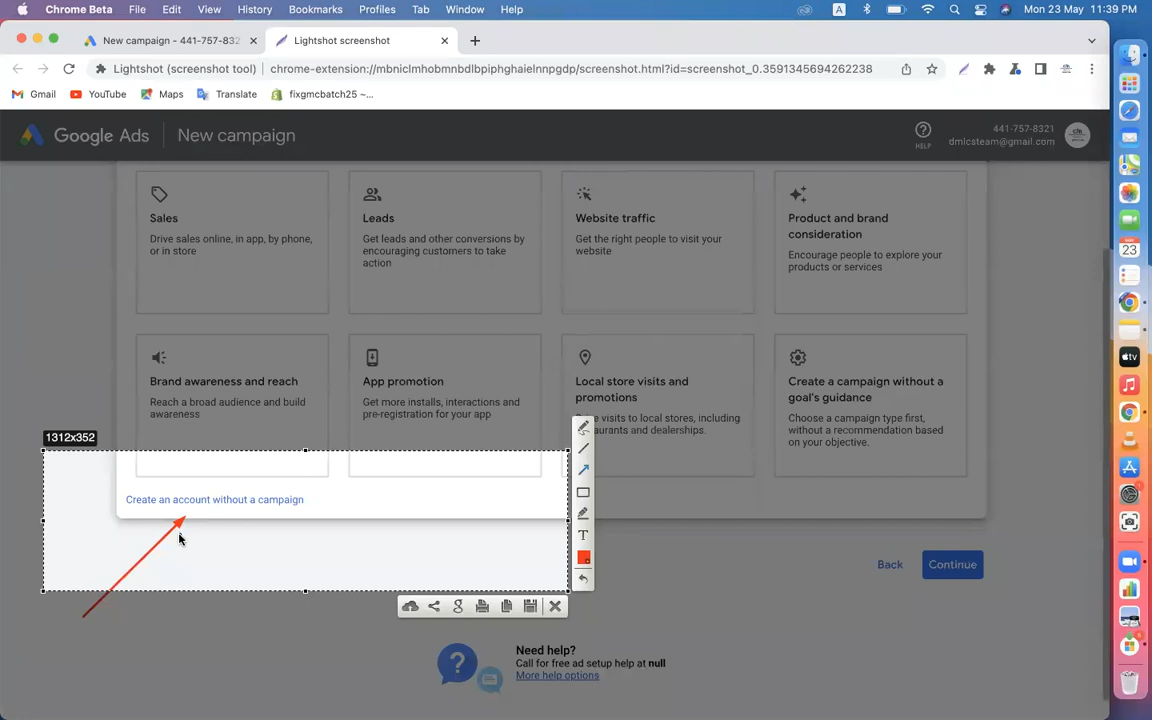 Chrome Beta File Edit View History Bookmarks Profiles Tab Window Help A Mon 23 May 11:39 PM
New campaign - 441-757-832 Lightshot screenshot
Lightshot (screenshot tool) chrome-extension://mbniclmhobmnbdlbpiphghaielnnpgdp/screenshot.html?id=screenshot_0.3591345694262238
Gmail YouTube Maps Translate fixgmcbatch25 ~...
Google Ads New campaign
HELP
441-757-8321
dmlcsteam@gmail.com
Sales
Drive sales online, in app, by phone,
or in store
Leads
Get leads and other conversions by
encouraging customers to take
action
Website traffic
Get the right people to visit your
website
Product and brand
consideration
Encourage people to explore your
products or services
Brand awareness and reach
Reach a broad audience and build
awareness
App promotion
Get more installs, interactions and
pre-registration for your app
Local store visits and
promotions
visits to local stores, including
aurants and dealerships.
Create a campaign without a
goal's guidance
Choose a campaign type first,
without a recommendation
based on your objective.
1312x352
Create an account without a campaign
T
Back Continue
Need help?
Call for free ad setup help at null
More help options
23
tv